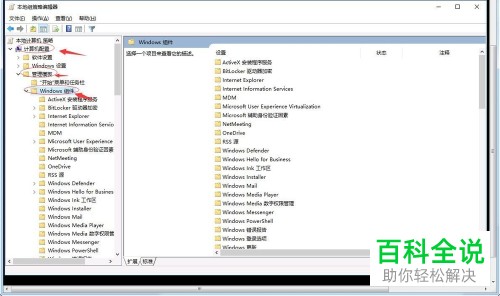 本地组策略编辑器
文件(F) 操作(A) 查看(V) 帮助(H)
本地计算机 策略
计算机配置
软件设置
Windows 设置
管理模板
"开始"菜单和任务栏
Windows 组件
ActiveX 安装程序服务
BitLocker 驱动器加密
Internet Explorer
Internet Information Servic
MDM
Microsoft User Experience
Microsoft 辅助身份验证因素
NetMeeting
OneDrive
RSS 源
Windows Defender
Windows Hello for Busines
Windows Ink 工作区
Windows Installer
Windows Mail
Windows Media 数字权限管
Windows Messenger
Windows PowerShell
Windows 组件
选择一个项目来查看它的描述。
设置 状态 注释
ActiveX 安装程序服务
BitLocker 驱动器加密
Internet Explorer
Internet Information Services
MDM
Microsoft User Experience Virtualization
Microsoft 辅助身份验证因素
NetMeeting
OneDrive
RSS 源
Windows Defender
Windows Hello for Business
Windows Ink 工作区
Windows Installer
Windows Mail
Windows Media 数字权限管理
Windows Messenger
Windows PowerShell
Windows 错误报告
Windows 登录选项
Windows 更新
扩展 标准
百科全说
助你轻松解决